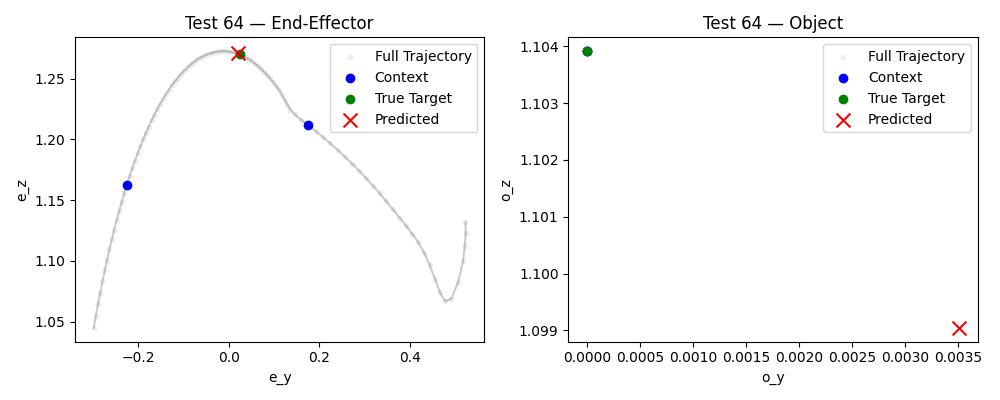 Test 64 — End-Effector
Full Trajectory
Context
True Target
Predicted
1.25
1.20
1.15
1.10
1.05
e_z
−0.2
0.0
0.2
0.4
e_y
Test 64 — Object
Full Trajectory
Context
True Target
Predicted
1.104
1.103
1.102
1.101
1.100
1.099
o_z
0.0000
0.0005
0.0010
0.0015
0.0020
0.0025
0.0030
0.0035
o_y